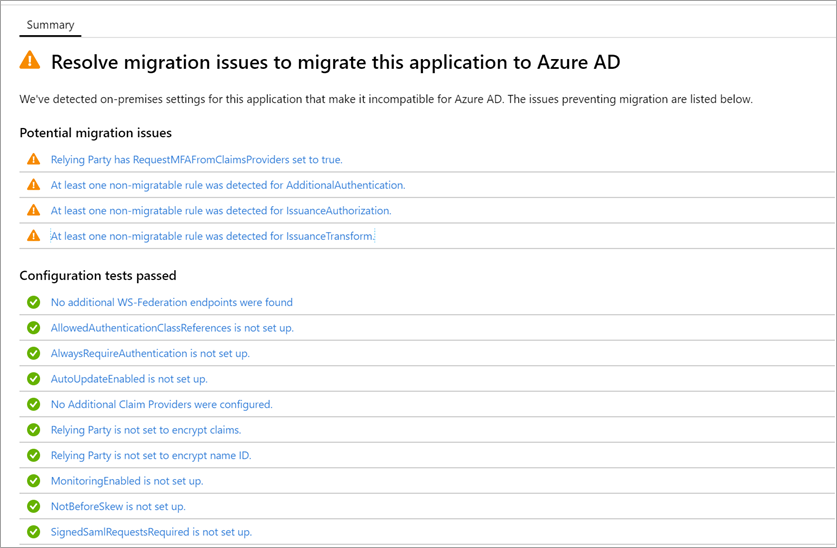 Summary
Resolve migration issues to migrate this application to Azure AD
We've detected on-premises settings for this application that make it incompatible for Azure AD. The issues preventing migration are listed below.
Potential migration issues
Relying Party has RequestMFAFromClaimsProviders set to true.
At least one non-migratable rule was detected for AdditionalAuthentication.
At least one non-migratable rule was detected for IssuanceAuthorization.
At least one non-migratable rule was detected for IssuanceTransform.
Configuration tests passed
No additional WS-Federation endpoints were found
AllowedAuthenticationClassReferences is not set up.
AlwaysRequireAuthentication is not set up.
AutoUpdateEnabled is not set up.
No Additional Claim Providers were configured.
Relying Party is not set to encrypt claims.
Relying Party is not set to encrypt name ID.
MonitoringEnabled is not set up.
NotBeforeSkew is not set up.
SignedSamlRequestsRequired is not set up.